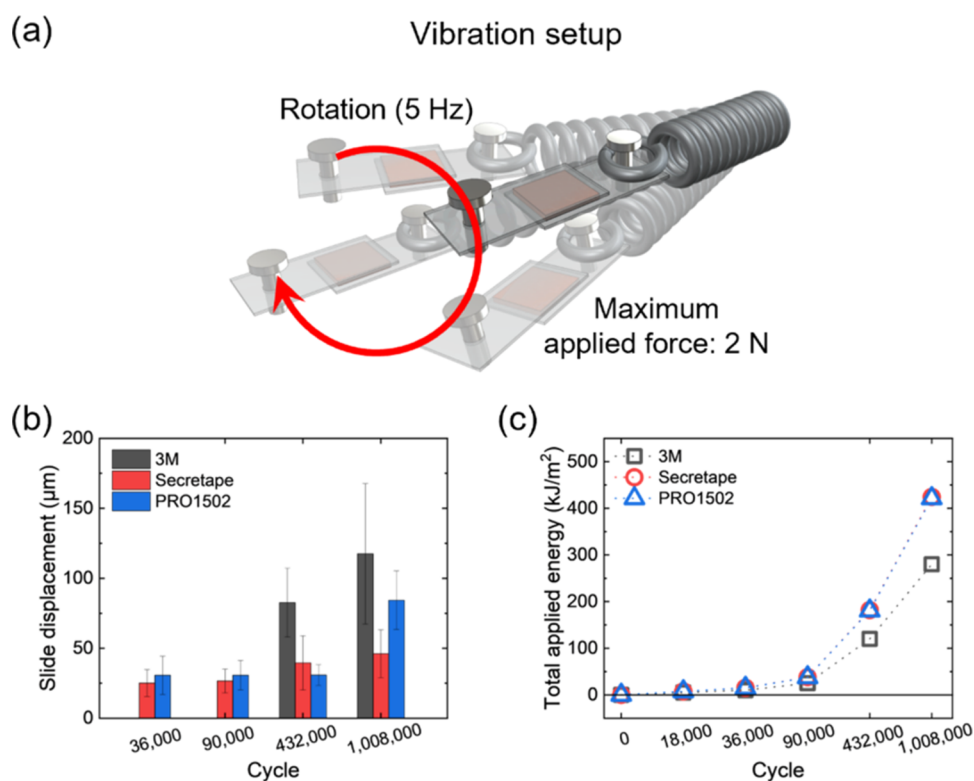 (a)
Vibration setup
Rotation (5 Hz)
Maximum
applied force: 2 N
(b)
200
150
100
50
0
Slide displacement (μm)
3M
Secretape
PRO1502
36,000
90,000
432,000
1,008,000
Cycle
(c)
500
400
300
200
100
0
Total applied energy (kJ/m²)
3M
Secretape
PRO1502
0
18,000
36,000
90,000
432,000
1,008,000
Cycle